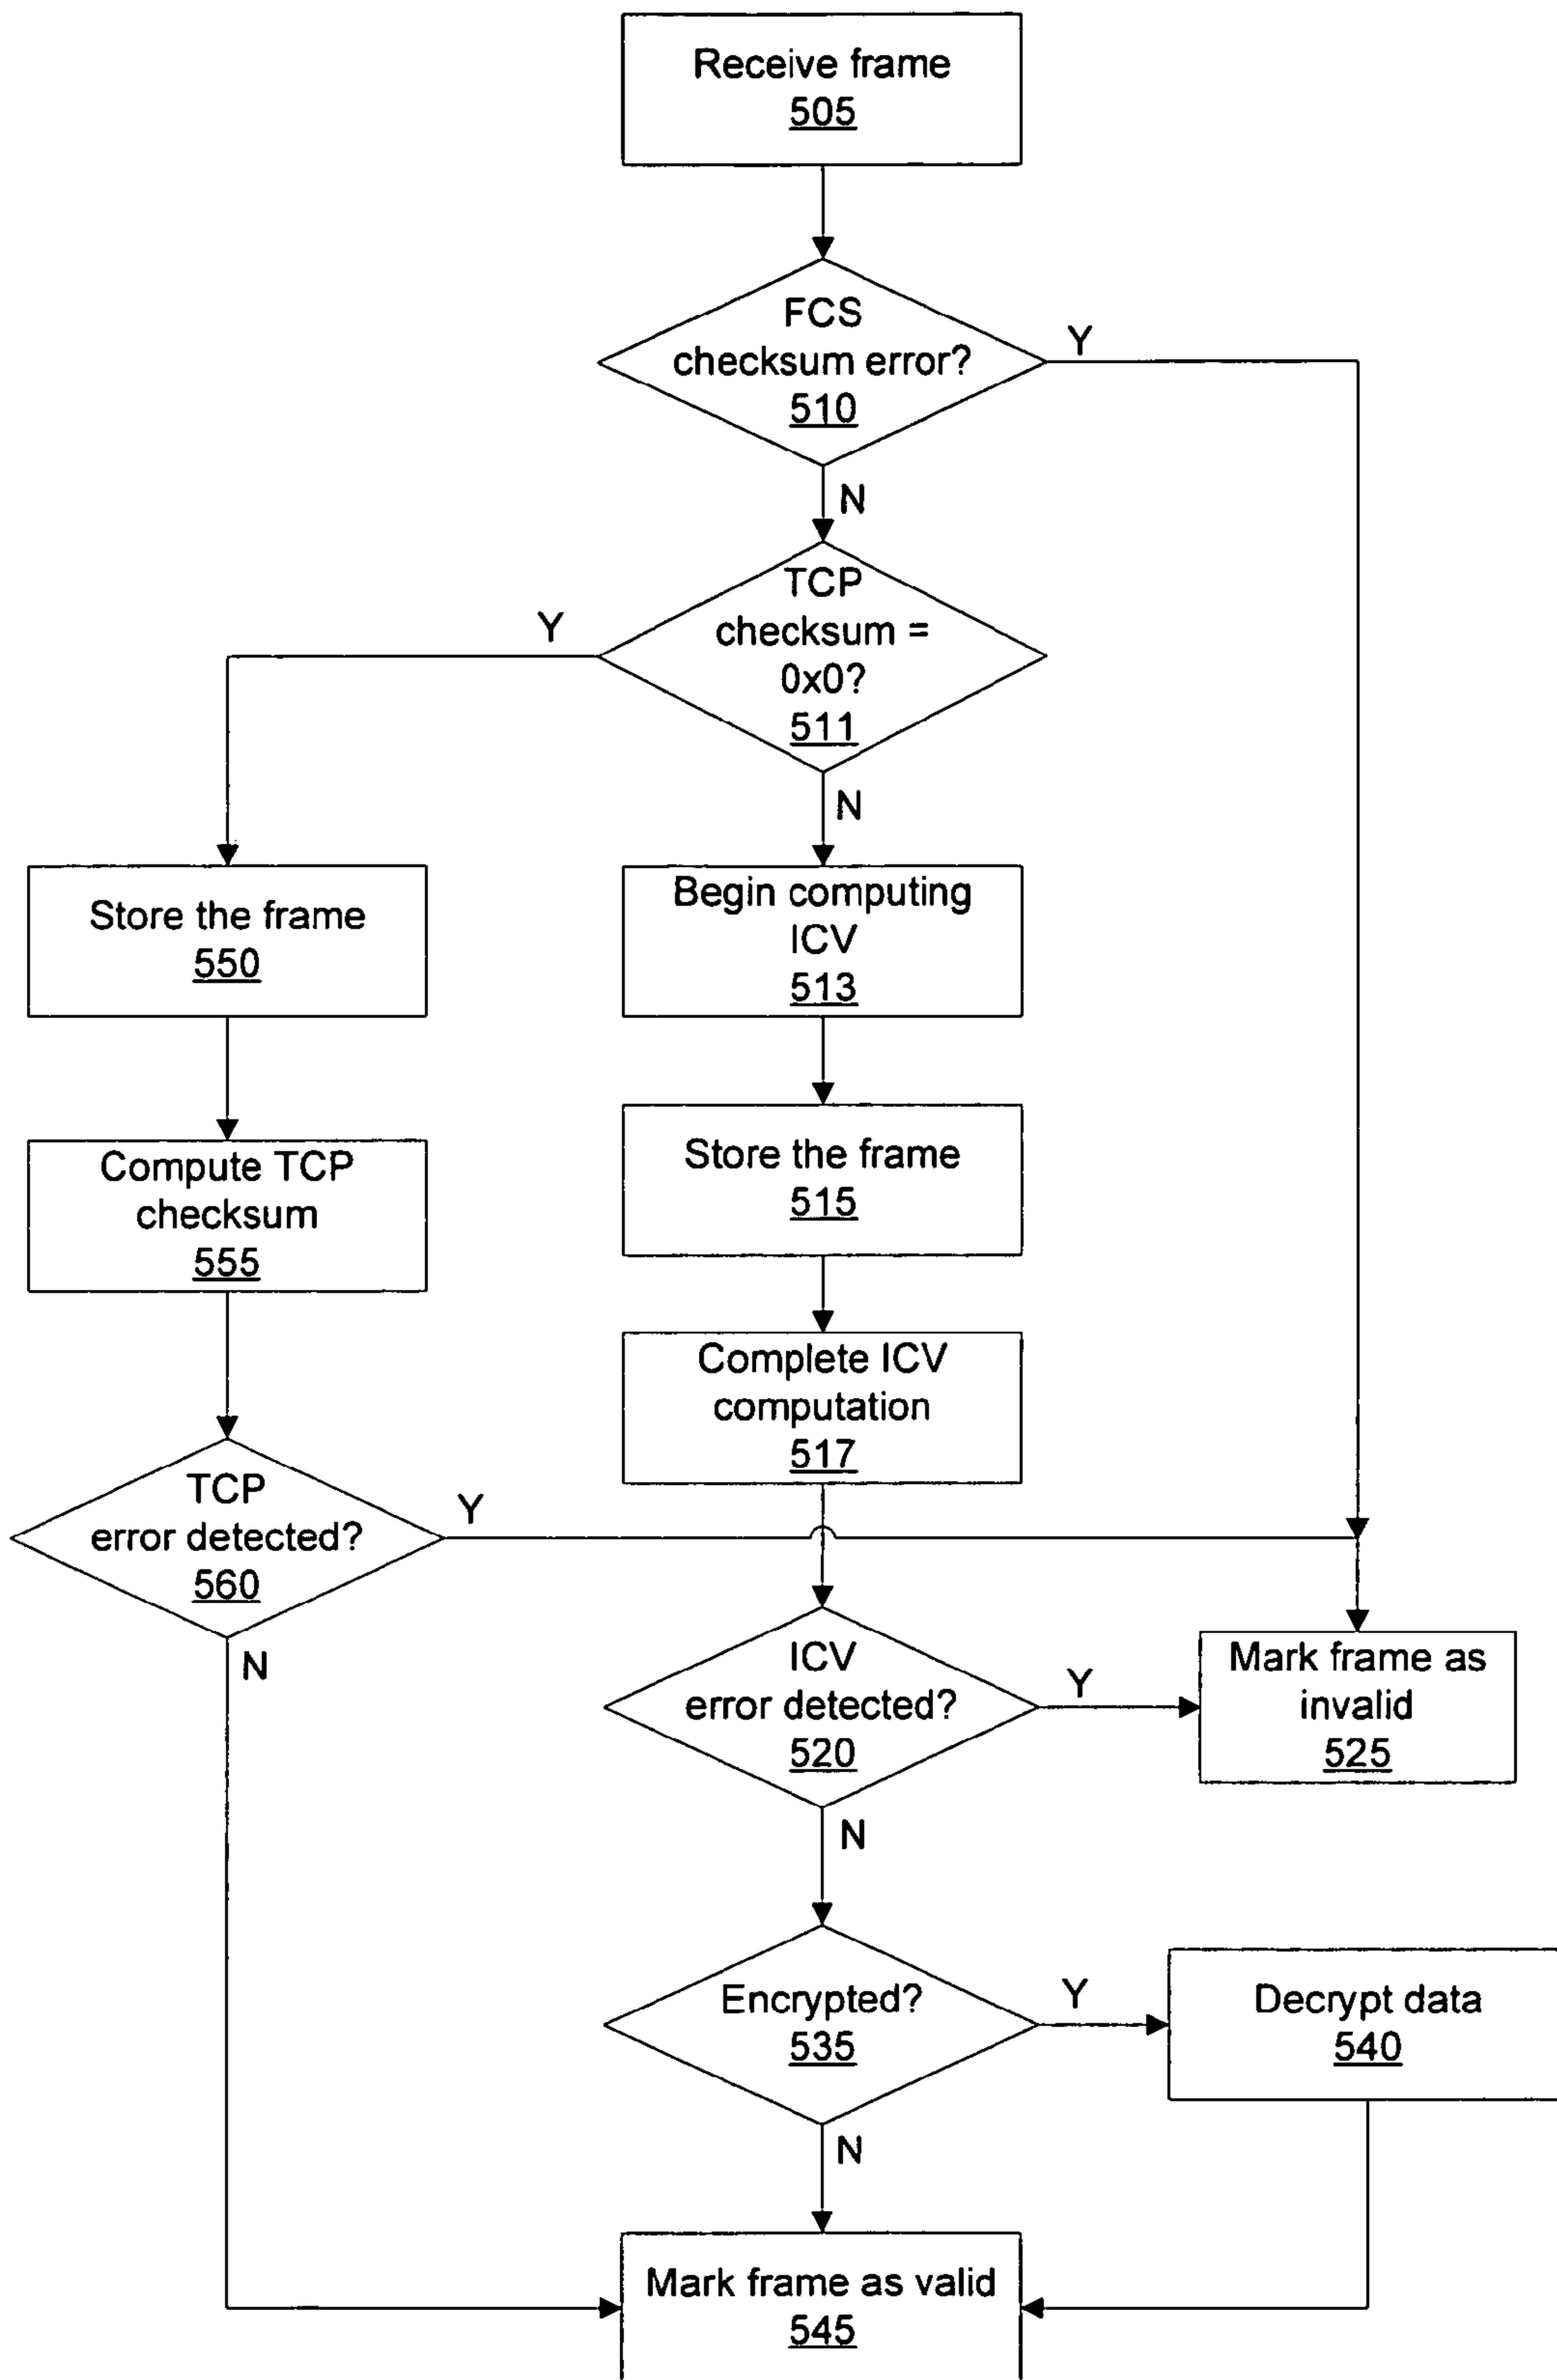 Receive frame
505
FCS
checksum error?
510
Y
N
TCP
checksum =
0x0?
511
Y
N
Store the frame
550
Begin computing
ICV
513
Compute TCP
checksum
555
Store the frame
515
Complete ICV
computation
517
TCP
error detected?
560
Y
N
ICV
error detected?
520
Y
N
Mark frame as
invalid
525
Encrypted?
535
Y
N
Decrypt data
540
Mark frame as valid
545